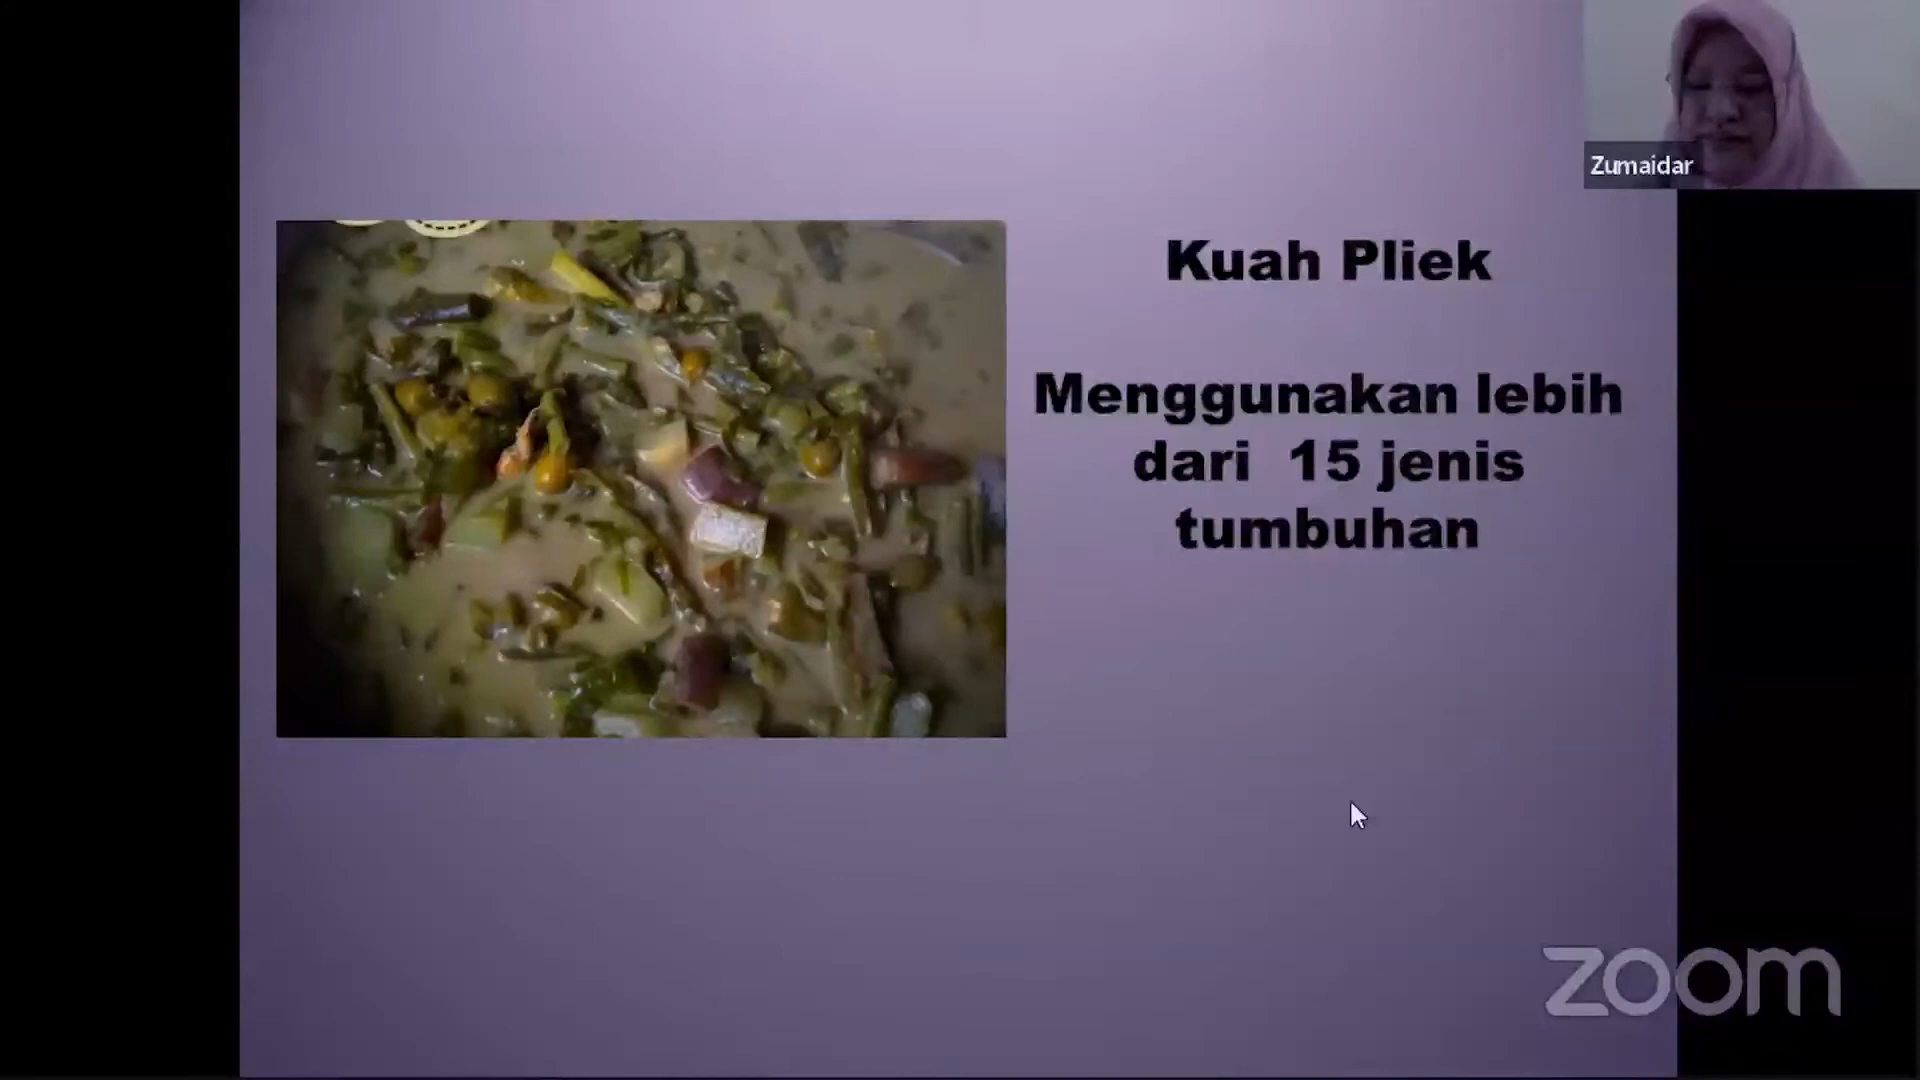 Zumaidar
Kuah Pliek
Menggunakan lebih
dari 15 jenis
tumbuhan
zoom